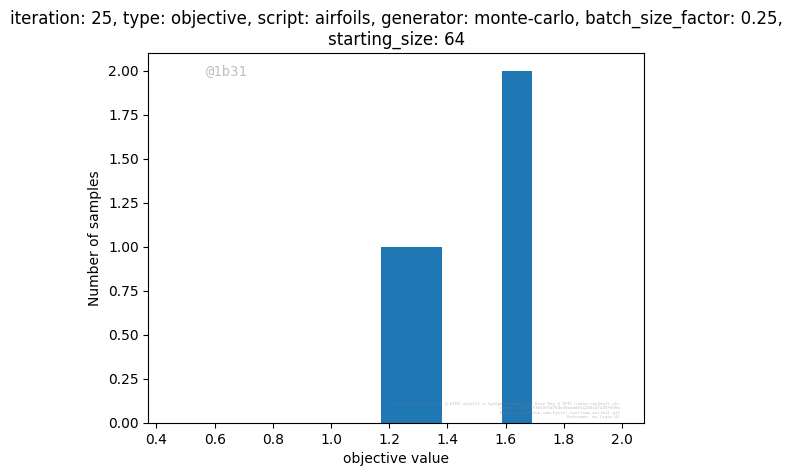 iteration: 25, type: objective, script: airfoils, generator: monte-carlo, batch_size_factor: 0.25,
starting_size: 64
@1b31
2.00
1.75
1.50
1.25
1.00
0.75
0.50
0.25
0.00
Number of samples
0.4 0.6 0.8 1.0 1.2 1.4 1.6 1.8 2.0
objective value